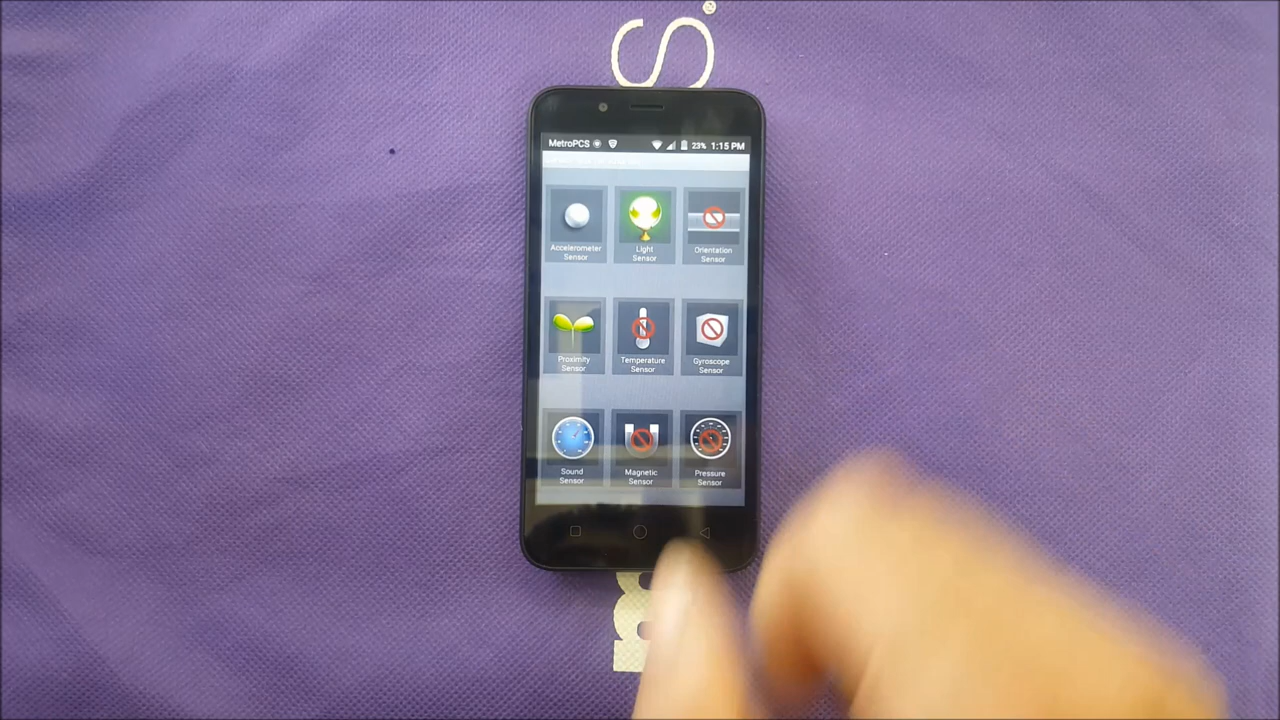 S
MetroPCS 23% 1:15 PM
Accelerometer
Sensor
Light
Sensor
Orientation
Sensor
Proximity
Sensor
Temperature
Sensor
Gyroscope
Sensor
Sound
Sensor
Magnetic
Sensor
Pressure
Sensor